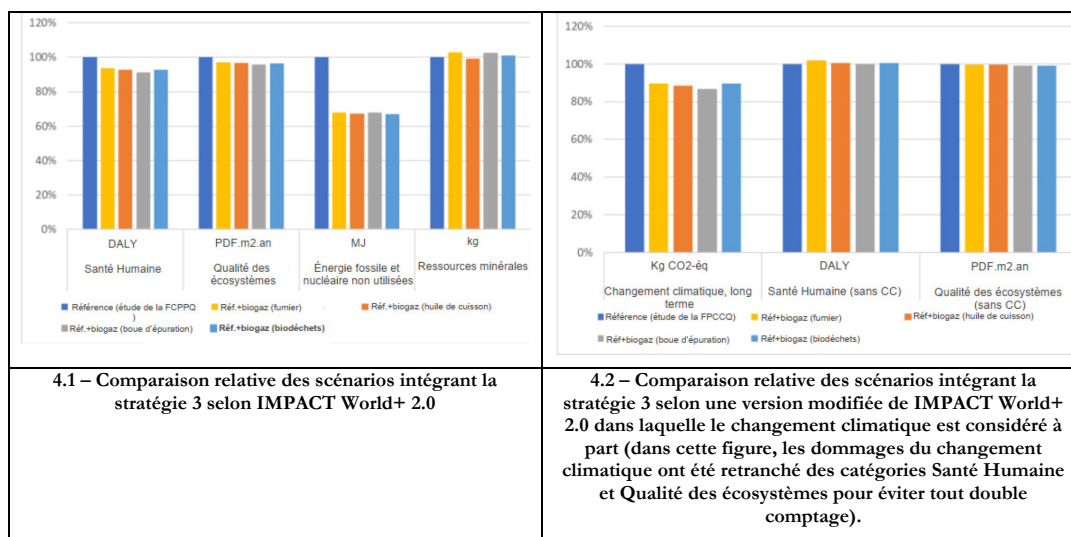 120%
100%
80%
60%
40%
20%
0%
DALY
PDF.m2.an
MJ
kg
Santé Humaine
Qualité des
écosystèmes
Énergie fossile et
nucléaire non utilisées
Ressources minérales
Référence (étude de la FCPPQ
)
Réf.+biogaz (fumier)
Réf.+biogaz (huile de cuisson)
Réf.+biogaz (boue d'épuration)
Réf.+biogaz (biodéchets)
120%
100%
80%
60%
40%
20%
0%
Kg CO2-éq
DALY
PDF.m2.an
Changement climatique, long
terme
Santé Humaine (sans CC)
Qualité des écosystèmes
(sans CC)
Référence (étude de la FPCCQ)
Réf+biogaz (fumier)
Réf+biogaz (huile de cuisson)
Réf+biogaz (boue d'épuration)
Réf+biogaz (biodéchets)
4.1 – Comparaison relative des scénarios intégrant la
stratégie 3 selon IMPACT World+ 2.0
4.2 – Comparaison relative des scénarios intégrant la
stratégie 3 selon une version modifiée de IMPACT World+
2.0 dans laquelle le changement climatique est considéré à
part (dans cette figure, les dommages du changement
climatique ont été retranché des catégories Santé Humaine
et Qualité des écosystèmes pour éviter tout double
comptage).